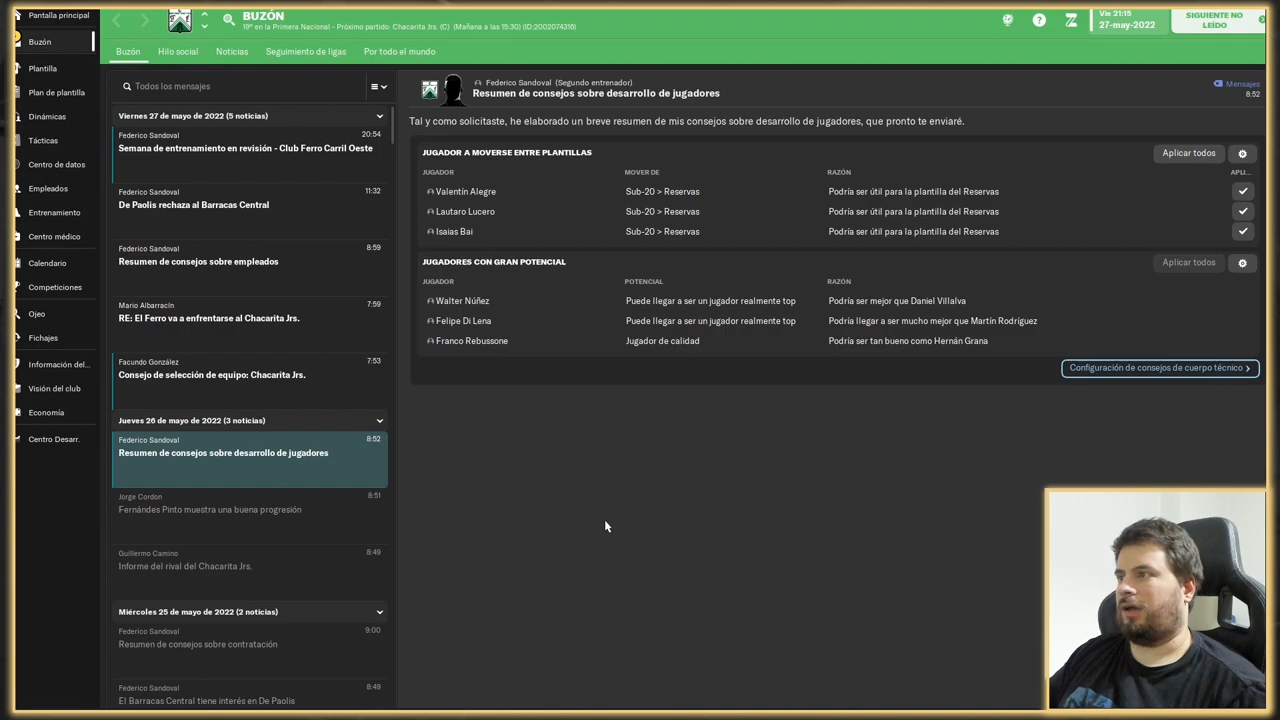 Pantalla principal
Buzón
Plantilla
Plan de plantilla
Dinámicas
Tácticas
Centro de datos
Empleados
Entrenamiento
Centro médico
Calendario
Competiciones
Ojeo
Fichajes
Información del...
Visión del club
Economía
Centro Desarr.
BUZÓN
19º en la Primera Nacional - Próximo partido: Chacarita Jrs. (C) (Mañana a las 15:30) (ID:2002074316)
Vie 21:15
27-may-2022
SIGUIENTE NO LEÍDO
Buzón Hilo social Noticias Seguimiento de ligas Por todo el mundo
Todos los mensajes
Viernes 27 de mayo de 2022 (5 noticias)
Federico Sandoval 20:54
Semana de entrenamiento en revisión - Club Ferro Carril Oeste
Federico Sandoval 11:32
De Paolis rechaza al Barracas Central
Federico Sandoval 8:59
Resumen de consejos sobre empleados
Mario Albarracín 7:59
RE: El Ferro va a enfrentarse al Chacarita Jrs.
Facundo González 7:53
Consejo de selección de equipo: Chacarita Jrs.
Jueves 26 de mayo de 2022 (3 noticias)
Federico Sandoval 8:52
Resumen de consejos sobre desarrollo de jugadores
Jorge Cordon 8:51
Fernándes Pinto muestra una buena progresión
Guillermo Camino 8:49
Informe del rival del Chacarita Jrs.
Miércoles 25 de mayo de 2022 (2 noticias)
Federico Sandoval 9:00
Resumen de consejos sobre contratación
Federico Sandoval 8:49
El Barracas Central tiene interés en De Paolis
Federico Sandoval (Segundo entrenador)
Resumen de consejos sobre desarrollo de jugadores
Mensajes
8:52
Tal y como solicitaste, he elaborado un breve resumen de mis consejos sobre desarrollo de jugadores, que pronto te enviaré.
JUGADOR A MOVERSE ENTRE PLANTILLAS Aplicar todos
JUGADOR MOVER DE RAZÓN APLI...
Valentín Alegre Sub-20 > Reservas Podría ser útil para la plantilla del Reservas
Lautaro Lucero Sub-20 > Reservas Podría ser útil para la plantilla del Reservas
Isaias Bai Sub-20 > Reservas Podría ser útil para la plantilla del Reservas
JUGADORES CON GRAN POTENCIAL Aplicar todos
JUGADOR POTENCIAL RAZÓN
Walter Núñez Puede llegar a ser un jugador realmente top Podría ser mejor que Daniel Villalva
Felipe Di Lena Puede llegar a ser un jugador realmente top Podría llegar a ser mucho mejor que Martín Rodríguez
Franco Rebussone Jugador de calidad Podría ser tan bueno como Hernán Grana
Configuración de consejos de cuerpo técnico >